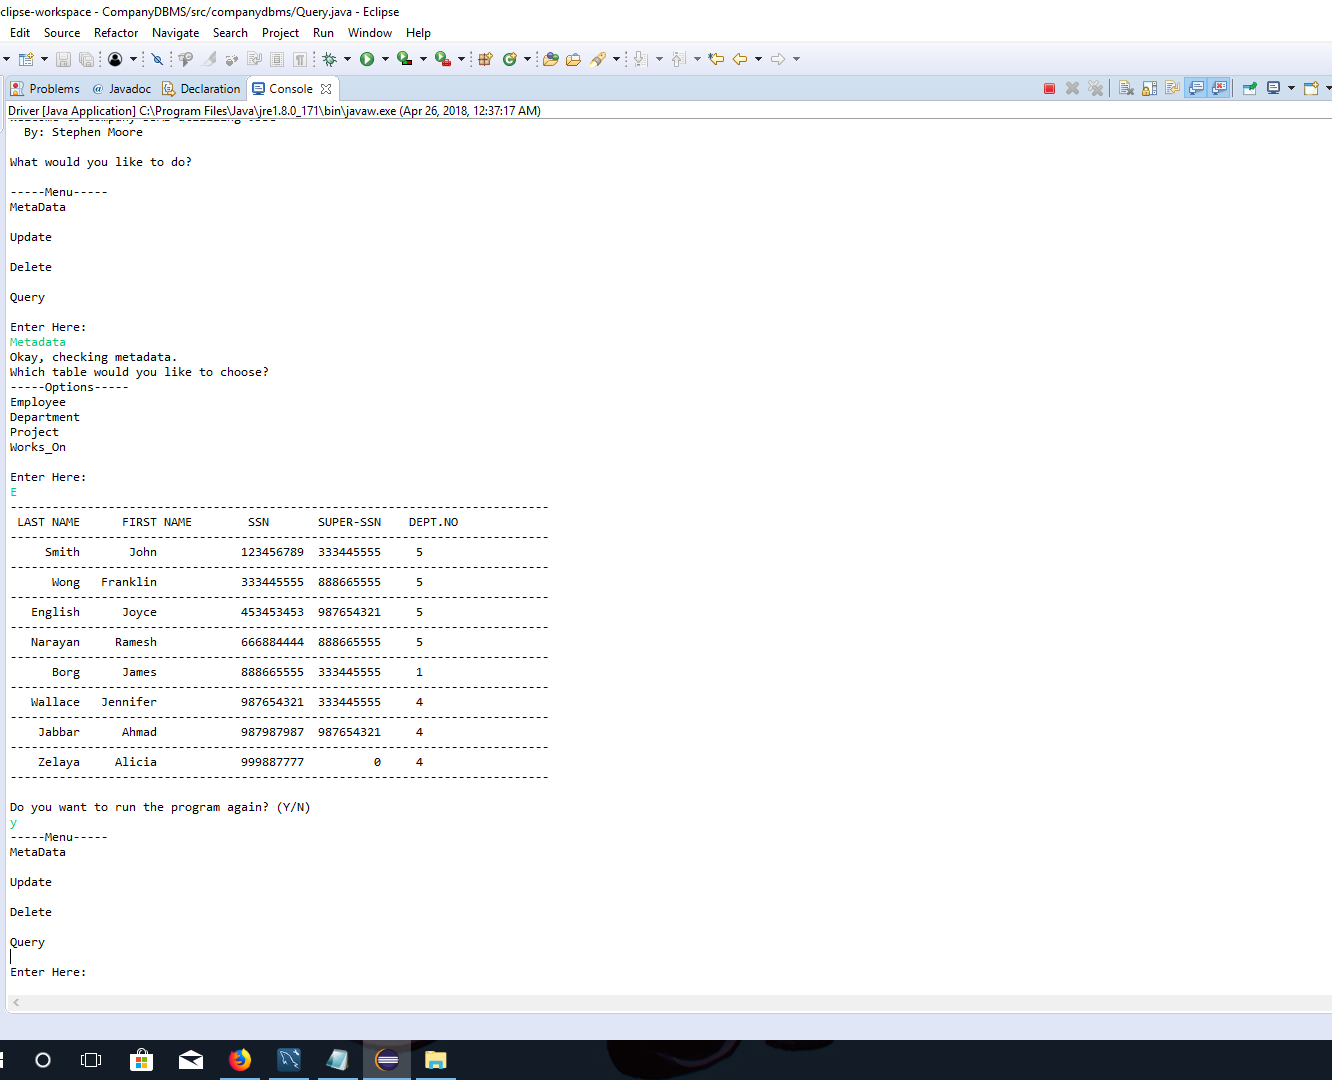 clipse-workspace - CompanyDBMS/src/companydbms/Query.java - Eclipse
Edit Source Refactor Navigate Search Project Run Window Help
Problems @ Javadoc Declaration Console
Driver [Java Application] C:\Program Files\Java\jre1.8.0_171\bin\javaw.exe (Apr 26, 2018, 12:37:17 AM)
By: Stephen Moore
What would you like to do?
-----Menu-----
MetaData
Update
Delete
Query
Enter Here:
Metadata
Okay, checking metadata.
Which table would you like to choose?
-----Options-----
Employee
Department
Project
Works_On
Enter Here:
E
-----------------------------------------------------------------------------
LAST NAME FIRST NAME SSN SUPER-SSN DEPT.NO
-----------------------------------------------------------------------------
Smith John 123456789 333445555 5
-----------------------------------------------------------------------------
Wong Franklin 333445555 888665555 5
-----------------------------------------------------------------------------
English Joyce 453453453 987654321 5
-----------------------------------------------------------------------------
Narayan Ramesh 666884444 888665555 5
-----------------------------------------------------------------------------
Borg James 888665555 333445555 1
-----------------------------------------------------------------------------
Wallace Jennifer 987654321 333445555 4
-----------------------------------------------------------------------------
Jabbar Ahmad 987987987 987654321 4
-----------------------------------------------------------------------------
Zelaya Alicia 999887777 0 4
-----------------------------------------------------------------------------
Do you want to run the program again? (Y/N)
y
-----Menu-----
MetaData
Update
Delete
Query
Enter Here: